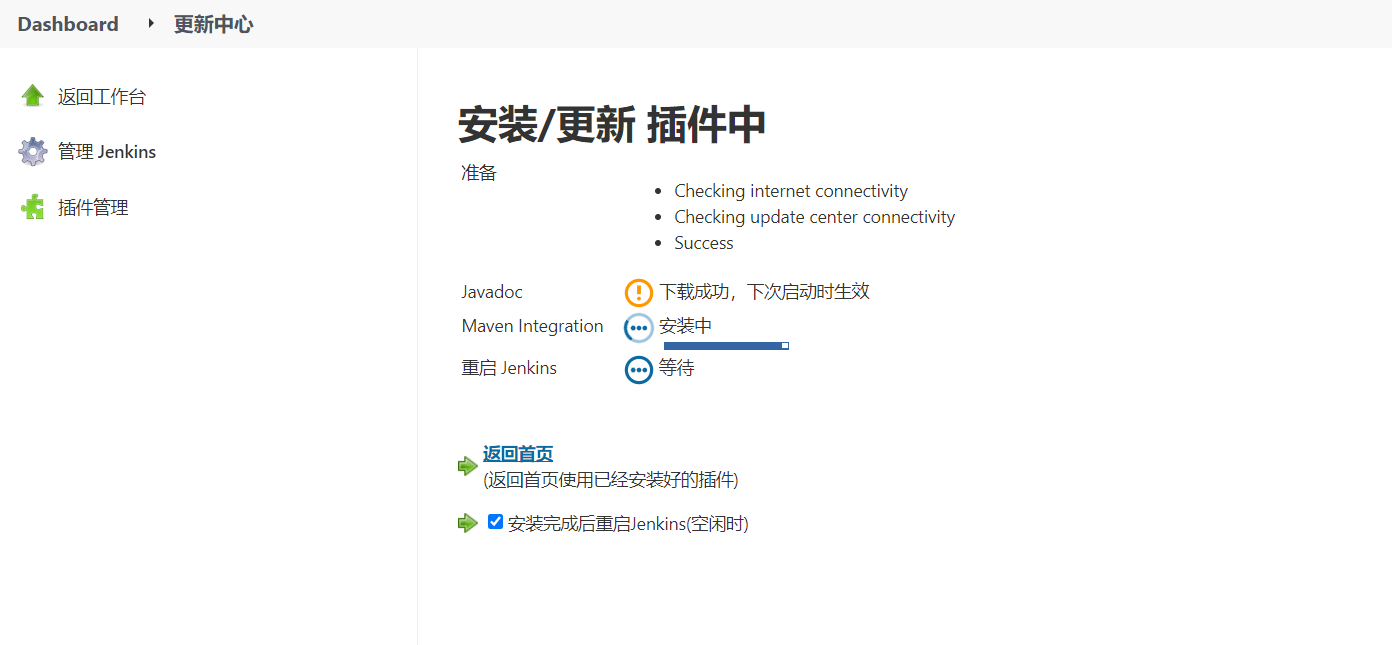 Dashboard 更新中心
返回工作台
管理 Jenkins
插件管理
安装/更新 插件中
准备
Checking internet connectivity
Checking update center connectivity
Success
Javadoc 下载成功，下次启动时生效
Maven Integration 安装中
重启 Jenkins 等待
返回首页
(返回首页使用已经安装好的插件)
安装完成后重启Jenkins(空闲时)